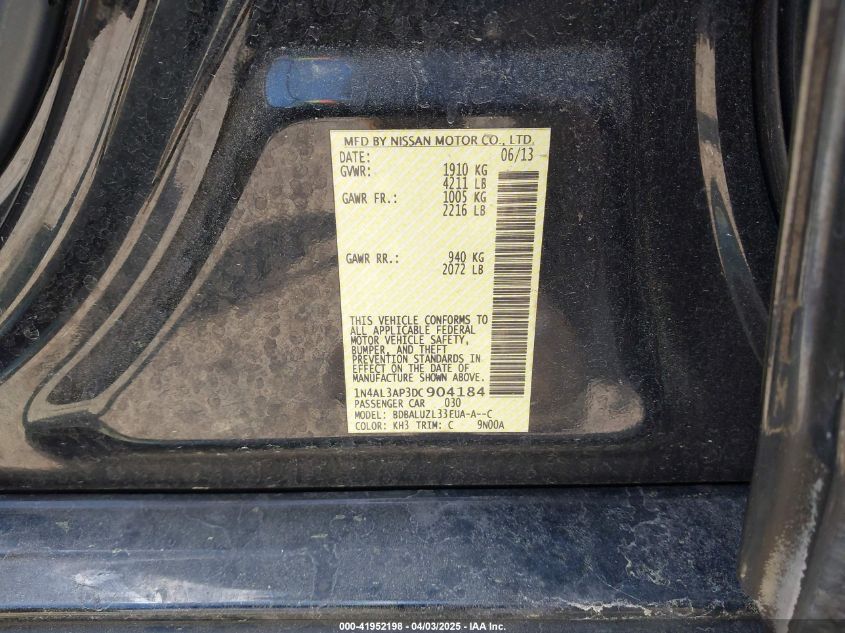 MFD BY NISSAN MOTOR CO., LTD.
DATE: 06/13
GVWR: 1910 KG
4211 LB
GAWR FR.: 1005 KG
2216 LB
GAWR RR.: 940 KG
2072 LB
THIS VEHICLE CONFORMS TO
ALL APPLICABLE FEDERAL
MOTOR VEHICLE SAFETY,
BUMPER, AND THEFT
PREVENTION STANDARDS IN
EFFECT ON THE DATE OF
MANUFACTURE SHOWN ABOVE.
1N4AL3AP3DC904184
PASSENGER CAR 030
MODEL: BDBALUZL33EUA-A--C
COLOR: KH3 TRIM: C 9N00A
000-41952198 - 04/03/2025 - IAA Inc.